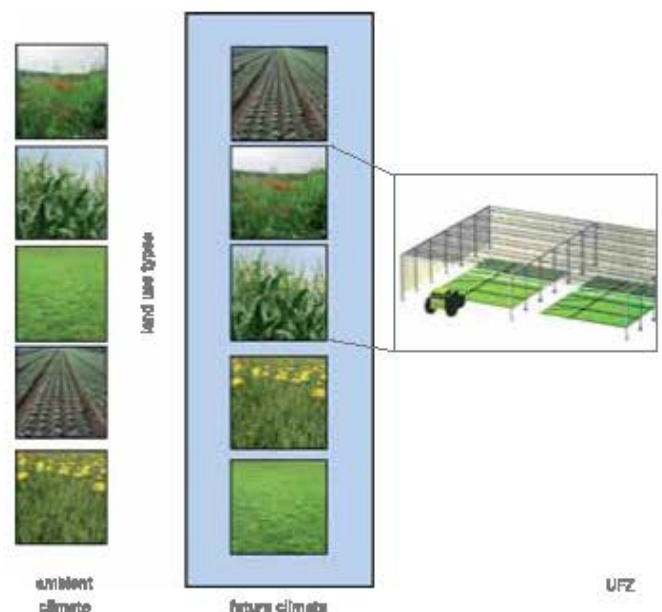 land use types
ambient
climate
future climate
UFZ